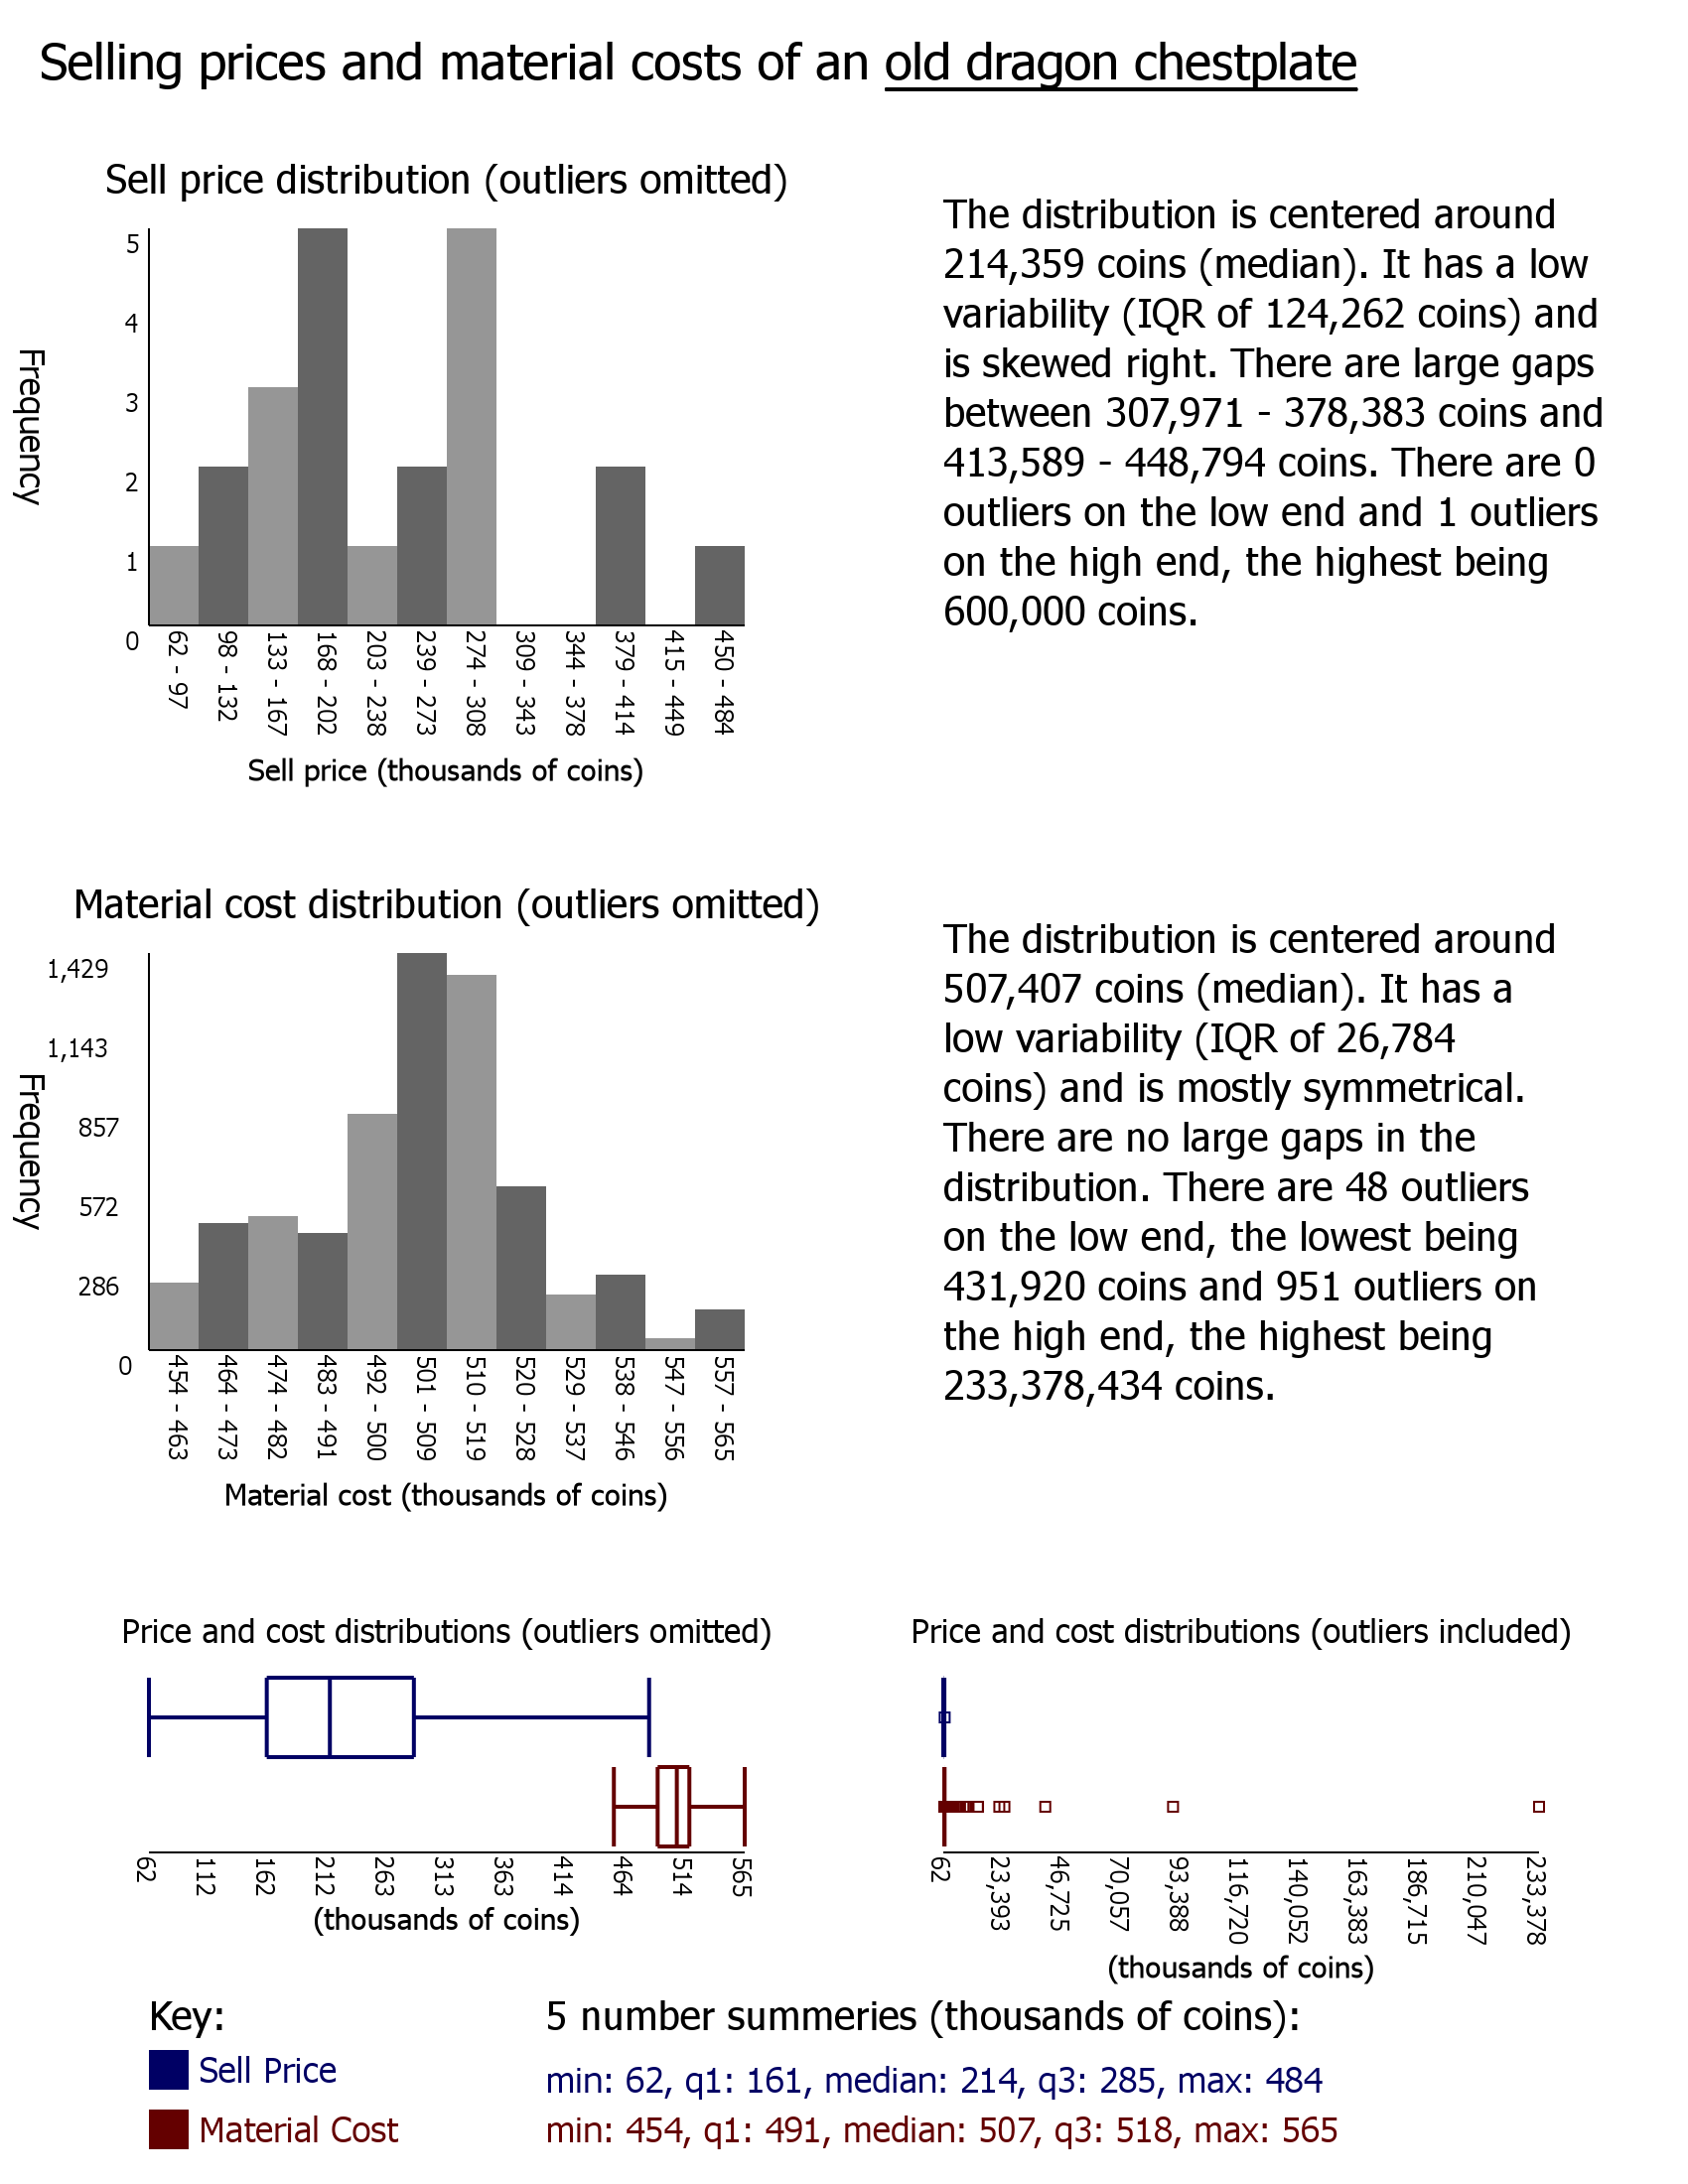 Selling prices and material costs of an old dragon chestplate
Sell price distribution (outliers omitted)
5
4
3
2
1
0
Frequency
62 - 97
98 - 132
133 - 167
168 - 202
203 - 238
239 - 273
274 - 308
309 - 343
344 - 378
379 - 414
415 - 449
450 - 484
Sell price (thousands of coins)
The distribution is centered around
214,359 coins (median). It has a low
variability (IQR of 124,262 coins) and
is skewed right. There are large gaps
between 307,971 - 378,383 coins and
413,589 - 448,794 coins. There are 0
outliers on the low end and 1 outliers
on the high end, the highest being
600,000 coins.
Material cost distribution (outliers omitted)
1,429
1,143
857
572
286
0
Frequency
454 - 463
464 - 473
474 - 482
483 - 491
492 - 500
501 - 509
510 - 519
520 - 528
529 - 537
538 - 546
547 - 556
557 - 565
Material cost (thousands of coins)
The distribution is centered around
507,407 coins (median). It has a
low variability (IQR of 26,784
coins) and is mostly symmetrical.
There are no large gaps in the
distribution. There are 48 outliers
on the low end, the lowest being
431,920 coins and 951 outliers on
the high end, the highest being
233,378,434 coins.
Price and cost distributions (outliers omitted)
62
112
162
212
263
313
363
414
464
514
565
(thousands of coins)
Price and cost distributions (outliers included)
62
23,393
46,725
70,057
93,388
116,720
140,052
163,383
186,715
210,047
233,378
(thousands of coins)
Key:
Sell Price
Material Cost
5 number summeries (thousands of coins):
min: 62, q1: 161, median: 214, q3: 285, max: 484
min: 454, q1: 491, median: 507, q3: 518, max: 565